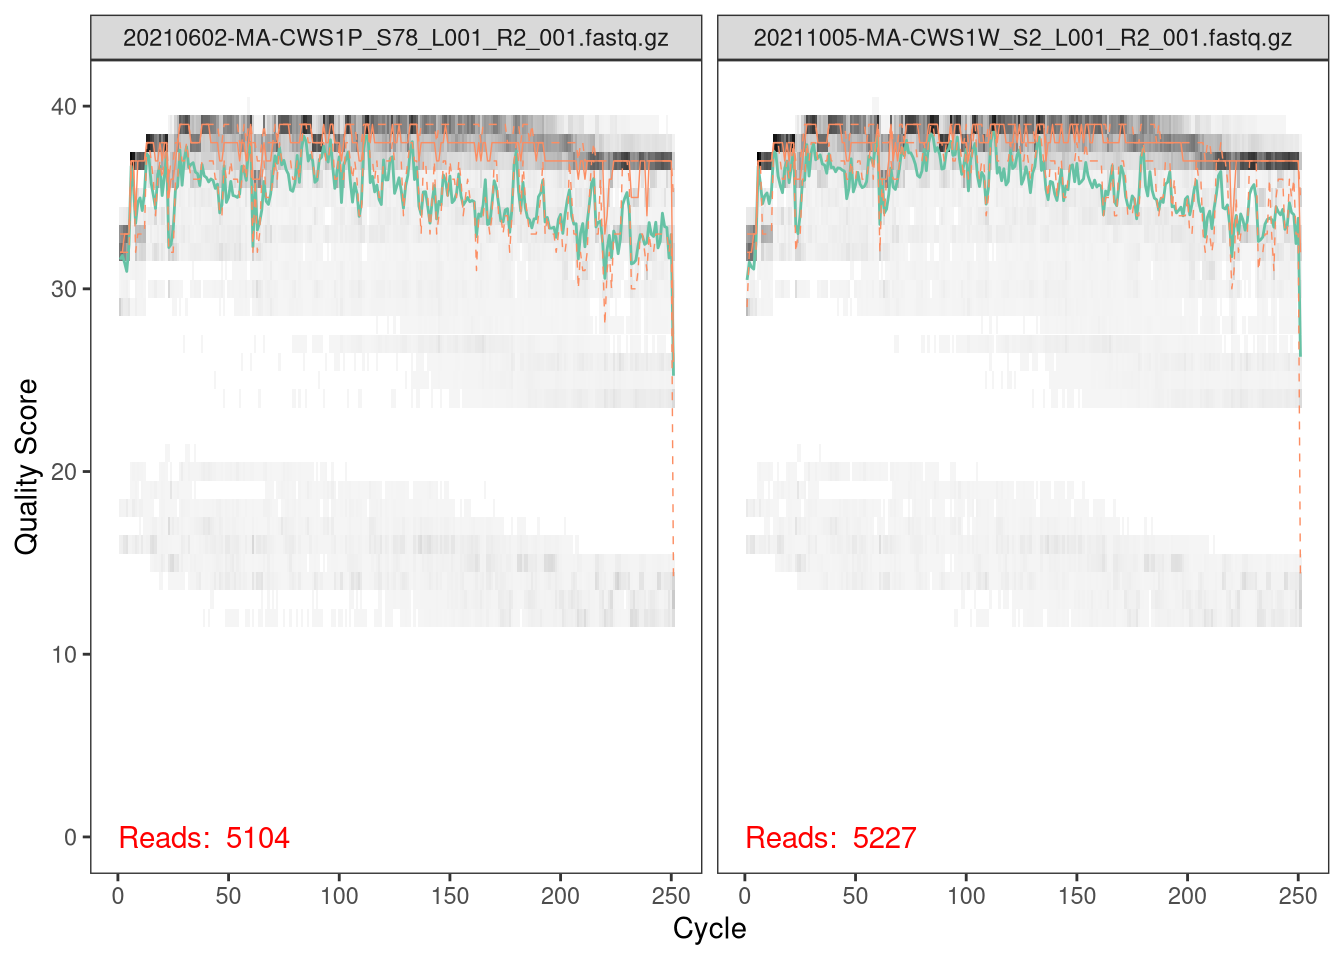 20210602-MA-CWS1P_S78_L001_R2_001.fastq.gz
20211005-MA-CWS1W_S2_L001_R2_001.fastq.gz
Quality Score
40
30
20
10
0
Reads: 5104
Reads: 5227
0 50 100 150 200 250
0 50 100 150 200 250
Cycle